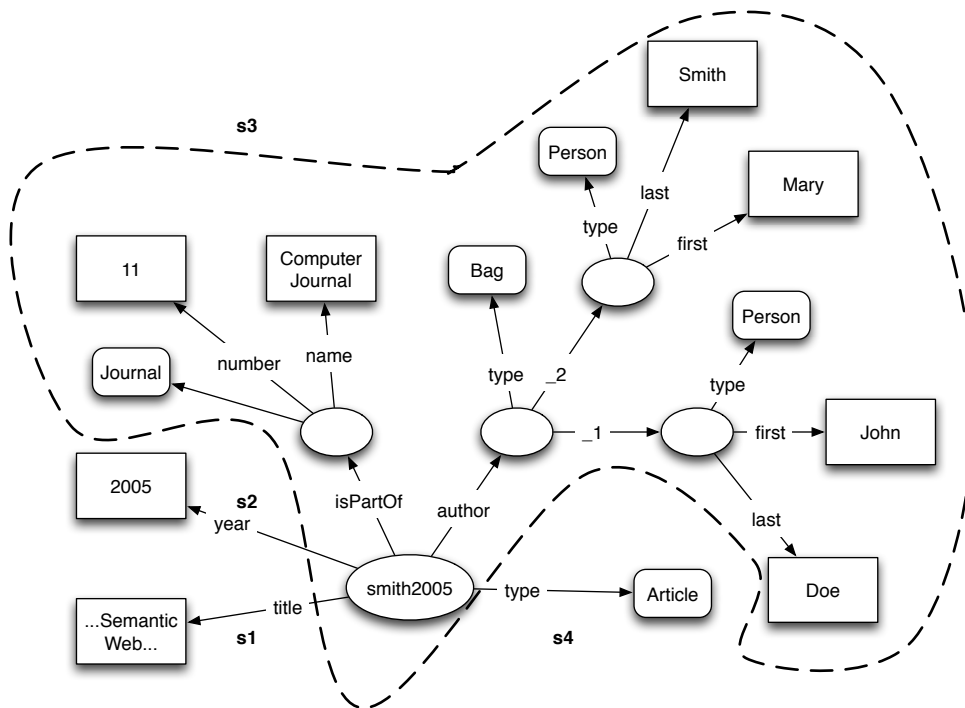 Smith
s3
Person
Mary
last
type
first
11
Computer
Journal
Bag
Person
number
name
type
_2
type
Journal
_1
first
John
2005
s2
isPartOf
author
last
year
smith2005
type
Article
Doe
...Semantic
Web...
title
s1
s4